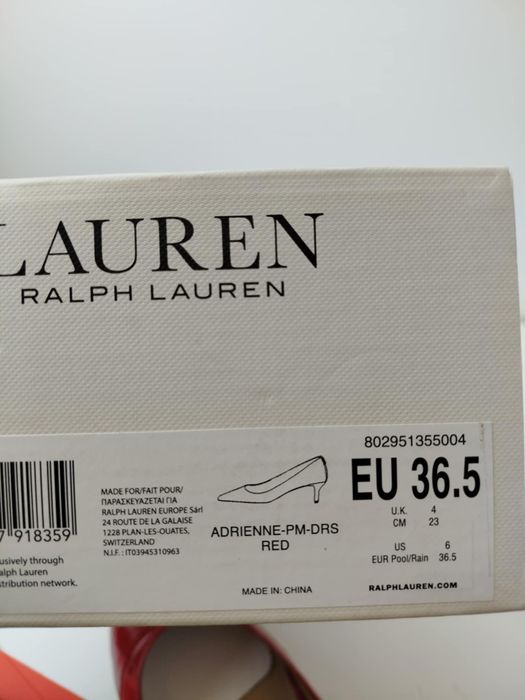 LAUREN
RALPH LAUREN
802951355004
EU 36.5
U.K. 4
CM 23
US 6
EUR Pool/Rain 36.5
RALPHLAUREN.COM
ADRIENNE-PM-DRS
RED
MADE IN: CHINA
MADE FOR/FAIT POUR/
ΠΑΡΑΣΚΕΥΑΖΕΤΑΙ ΓΙΑ
RALPH LAUREN EUROPE Sàrl
24 ROUTE DE LA GALAISE
1228 PLAN-LES-OUATES,
SWITZERLAND
N.I.F. : IT03945310963
7 918359
usively through
alph Lauren
stribution network.